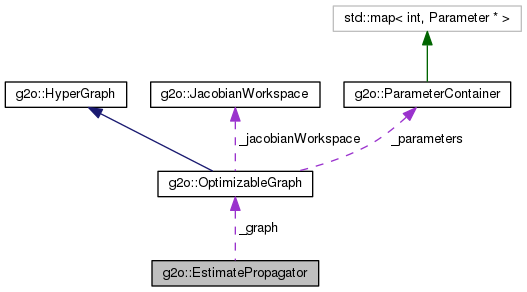 std::map< int, Parameter * >
g2o::HyperGraph
g2o::JacobianWorkspace
g2o::ParameterContainer
_jacobianWorkspace
_parameters
g2o::OptimizableGraph
_graph
g2o::EstimatePropagator